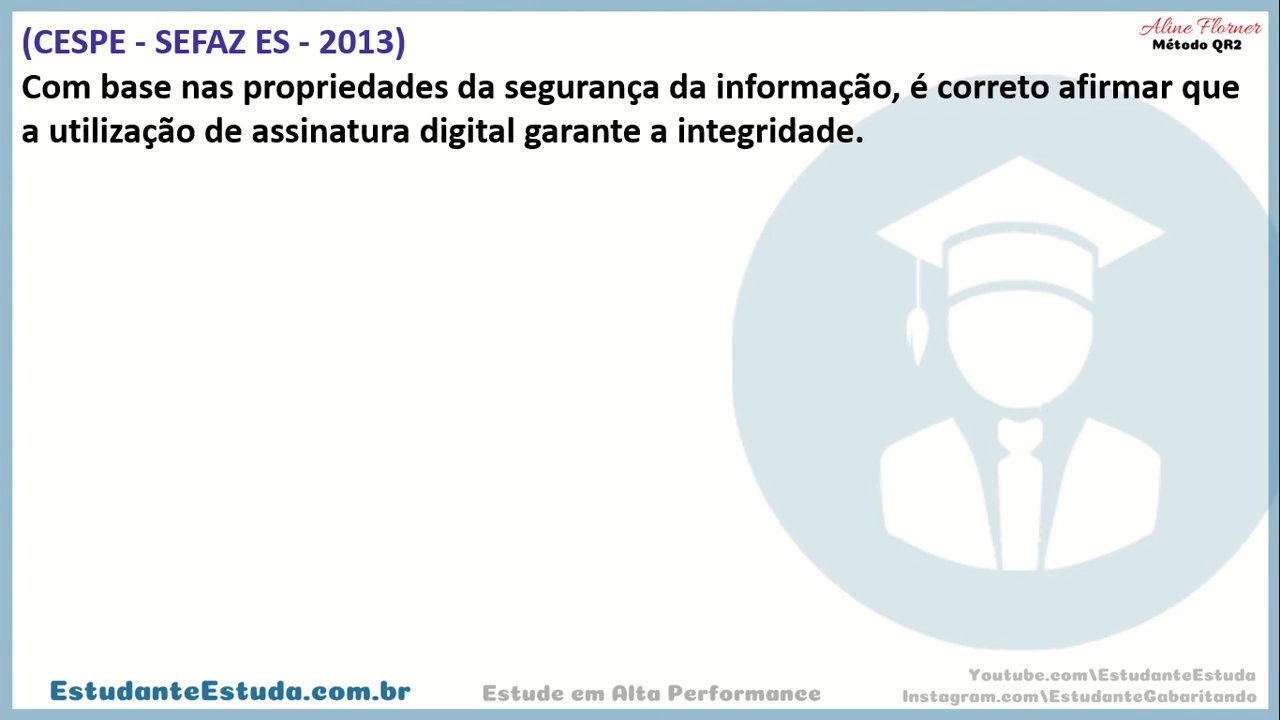 (CESPE - SEFAZ ES - 2013)
Aline Florner
Método QR2
Com base nas propriedades da segurança da informação, é correto afirmar que
a utilização de assinatura digital garante a integridade.
EstudanteEstuda.com.br
Estude em Alta Performance
Youtube.com\EstudanteEstuda
Instagram.com\EstudanteGabaritando